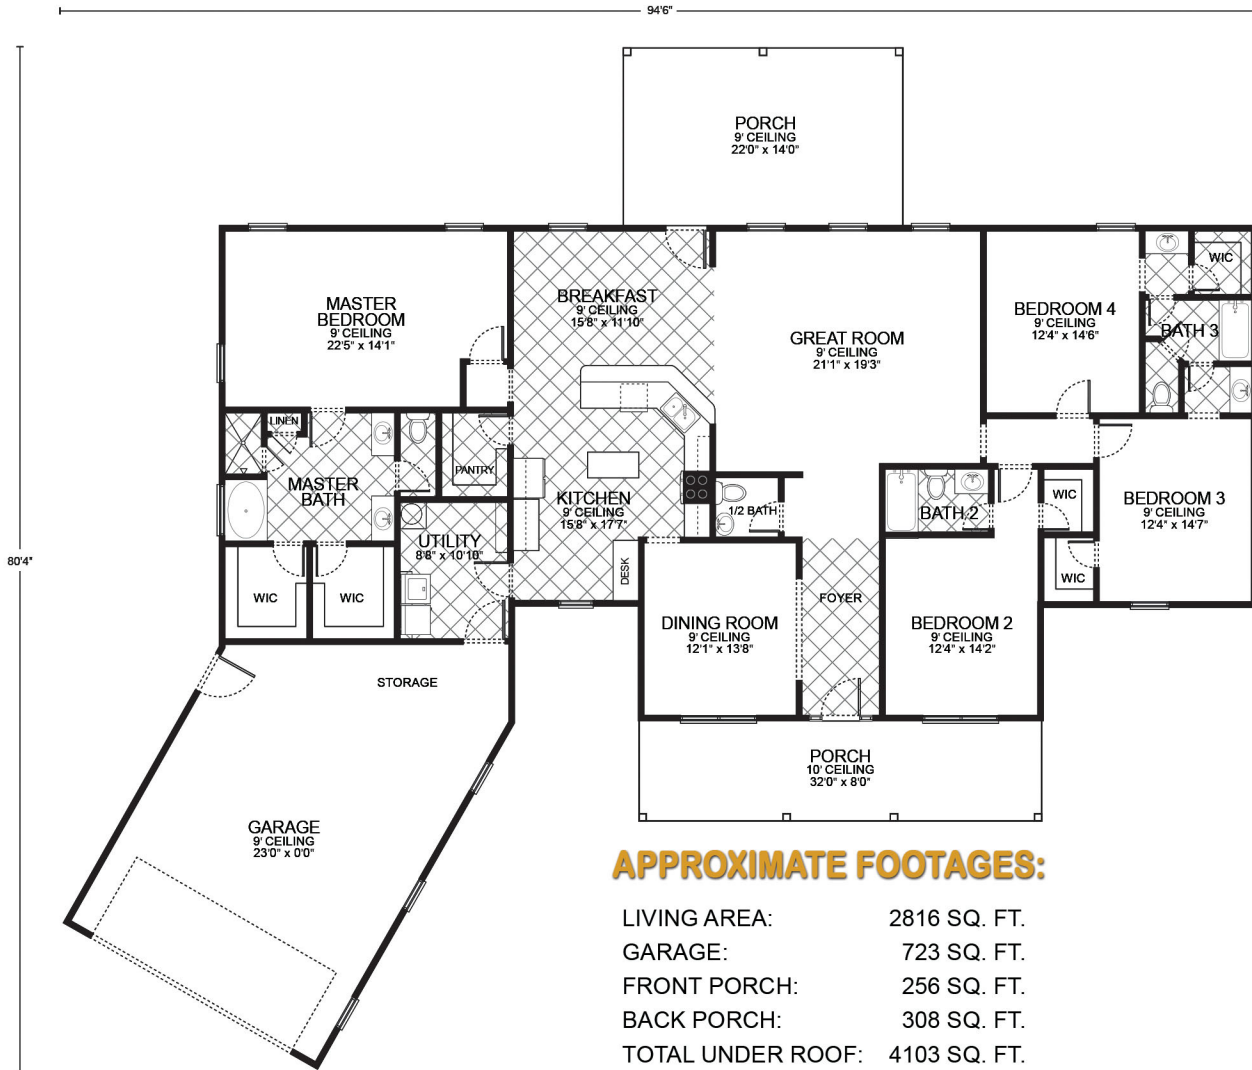 94'6"
80'4"
PORCH
9' CEILING
22'0" x 14'0"
MASTER
BEDROOM
9' CEILING
22'5" x 14'1"
BREAKFAST
9' CEILING
15'8" x 11'10"
GREAT ROOM
9' CEILING
21'1" x 19'3"
BEDROOM 4
9' CEILING
12'4" x 14'6"
WIC
BATH 3
LINEN
MASTER
BATH
PANTRY
KITCHEN
9' CEILING
15'8" x 17'7"
1/2 BATH
BATH 2
WIC
BEDROOM 3
9' CEILING
12'4" x 14'7"
UTILITY
8'8" x 10'10"
DESK
WIC
WIC
WIC
FOYER
DINING ROOM
9' CEILING
12'1" x 13'8"
BEDROOM 2
9' CEILING
12'4" x 14'2"
STORAGE
PORCH
10' CEILING
32'0" x 8'0"
GARAGE
9' CEILING
23'0" x 0'0"
APPROXIMATE FOOTAGES:
LIVING AREA: 2816 SQ. FT.
GARAGE: 723 SQ. FT.
FRONT PORCH: 256 SQ. FT.
BACK PORCH: 308 SQ. FT.
TOTAL UNDER ROOF: 4103 SQ. FT.